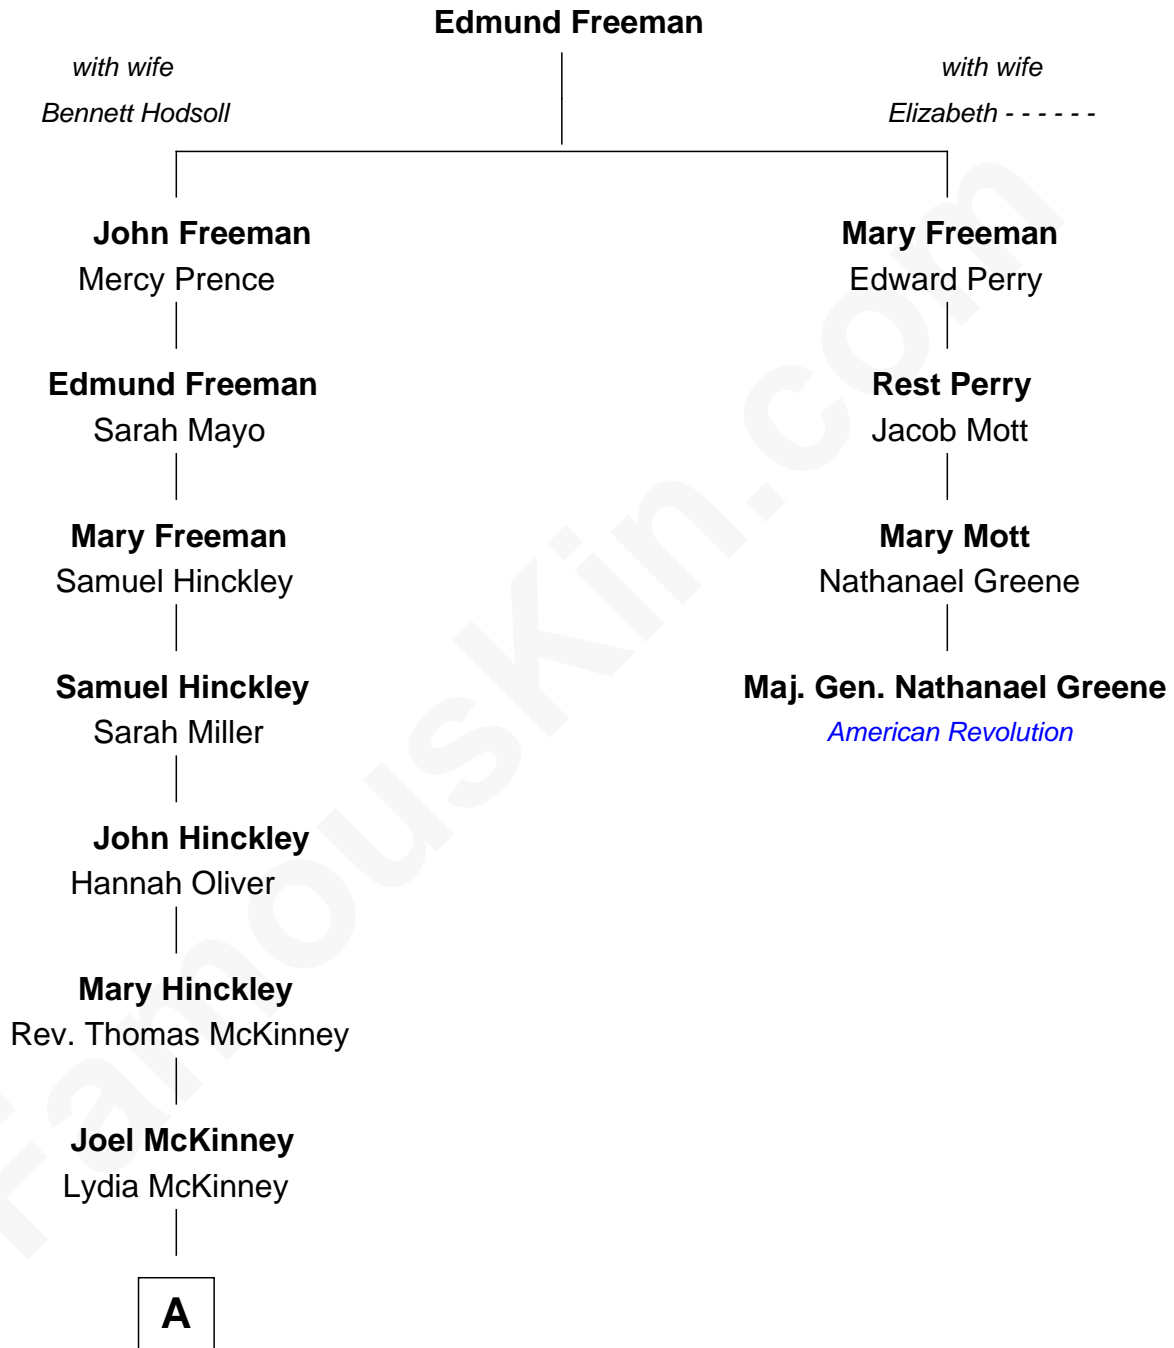 Edmund Freeman
with wife
Bennett Hodsoll
with wife
Elizabeth - - - - - -
John Freeman
Mercy Prence
Mary Freeman
Edward Perry
Edmund Freeman
Sarah Mayo
Rest Perry
Jacob Mott
Mary Freeman
Samuel Hinckley
Mary Mott
Nathanael Greene
Samuel Hinckley
Sarah Miller
Maj. Gen. Nathanael Greene
American Revolution
John Hinckley
Hannah Oliver
Mary Hinckley
Rev. Thomas McKinney
Joel McKinney
Lydia McKinney
A
FamousKin.com